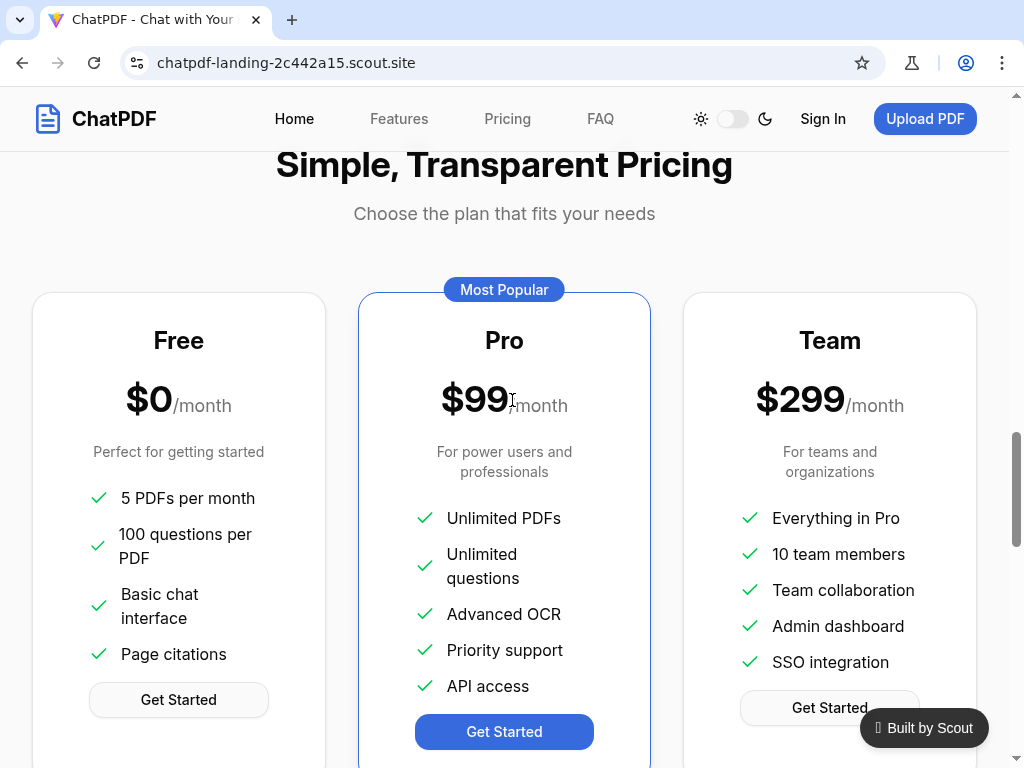 ChatPDF - Chat with Your
chatpdf-landing-2c442a15.scout.site
ChatPDF
Home
Features
Pricing
FAQ
Sign In
Upload PDF
Simple, Transparent Pricing
Choose the plan that fits your needs
Free
$0/month
Perfect for getting started
5 PDFs per month
100 questions per
PDF
Basic chat
interface
Page citations
Get Started
Most Popular
Pro
$99/month
For power users and
professionals
Unlimited PDFs
Unlimited
questions
Advanced OCR
Priority support
API access
Get Started
Team
$299/month
For teams and
organizations
Everything in Pro
10 team members
Team collaboration
Admin dashboard
SSO integration
Get Started
Built by Scout